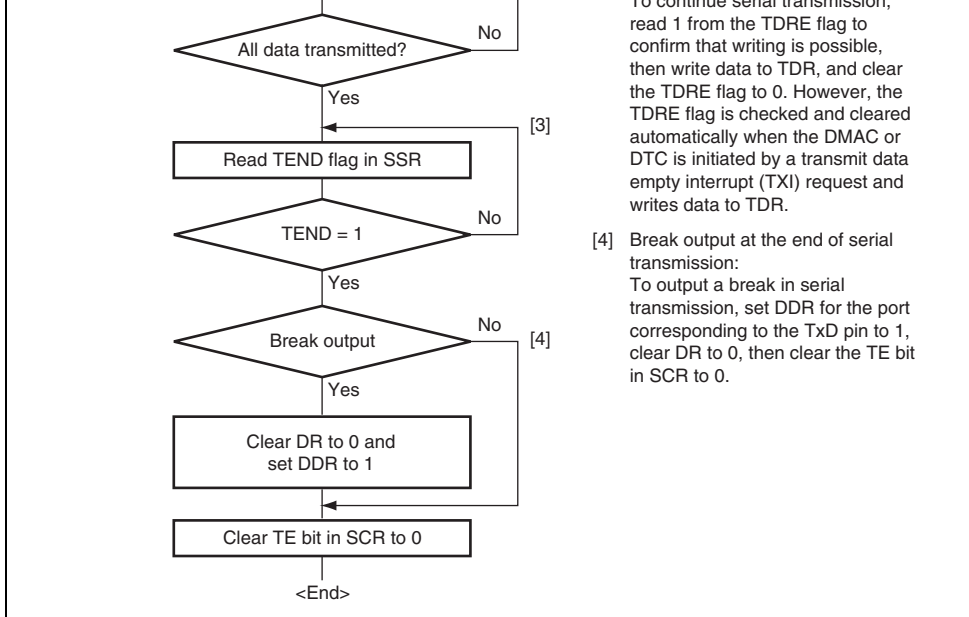 To continue serial transmission,
read 1 from the TDRE flag to
confirm that writing is possible,
then write data to TDR, and clear
the TDRE flag to 0. However, the
TDRE flag is checked and cleared
automatically when the DMAC or
DTC is initiated by a transmit data
empty interrupt (TXI) request and
writes data to TDR.
[4] Break output at the end of serial
transmission:
To output a break in serial
transmission, set DDR for the port
corresponding to the TxD pin to 1,
clear DR to 0, then clear the TE bit
in SCR to 0.
All data transmitted?
No
Yes
[3]
Read TEND flag in SSR
TEND = 1
No
Yes
Break output
No
[4]
Yes
Clear DR to 0 and
set DDR to 1
Clear TE bit in SCR to 0
<End>